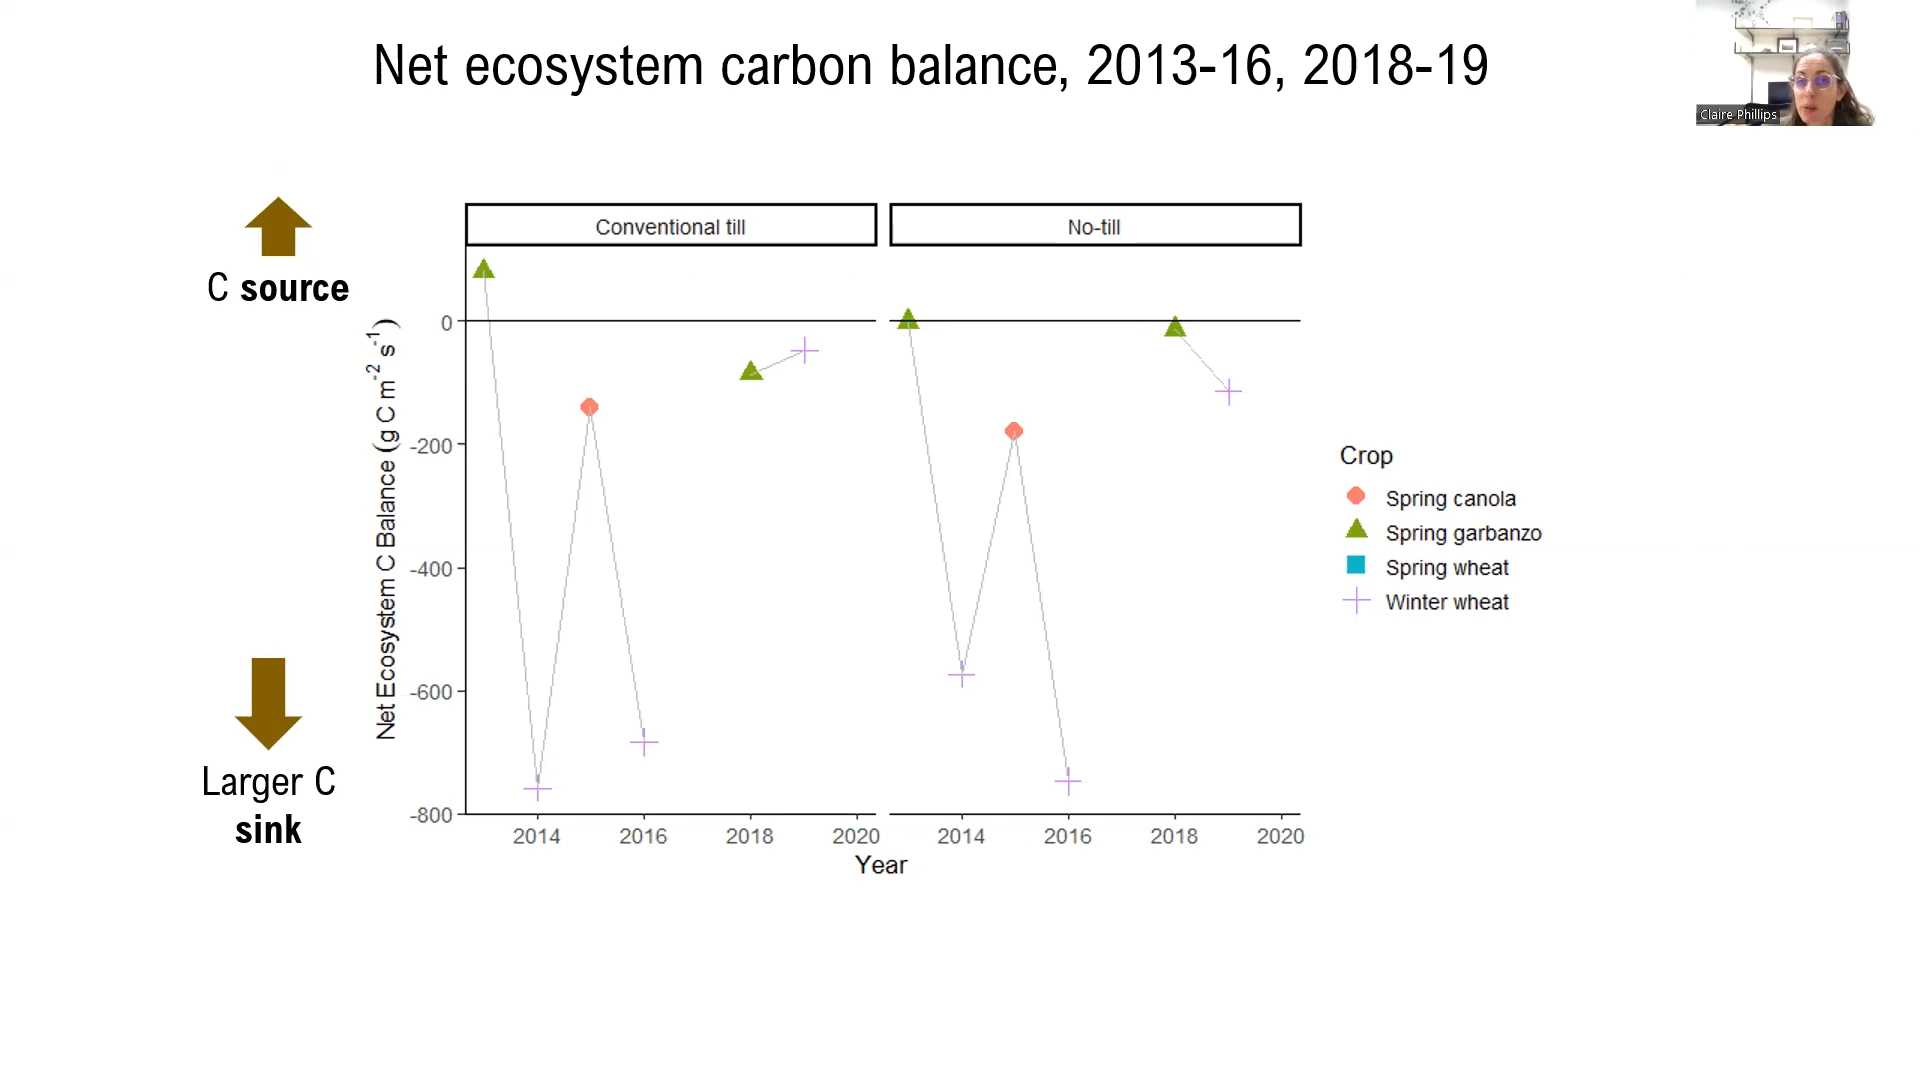 Net ecosystem carbon balance, 2013-16, 2018-19
Claire Phillips
C source
Larger C
sink
Conventional till
No-till
Net Ecosystem C Balance (g C m⁻² s⁻¹)
0
-200
-400
-600
-800
2014 2016 2018 2020
2014 2016 2018 2020
Year
Crop
Spring canola
Spring garbanzo
Spring wheat
Winter wheat